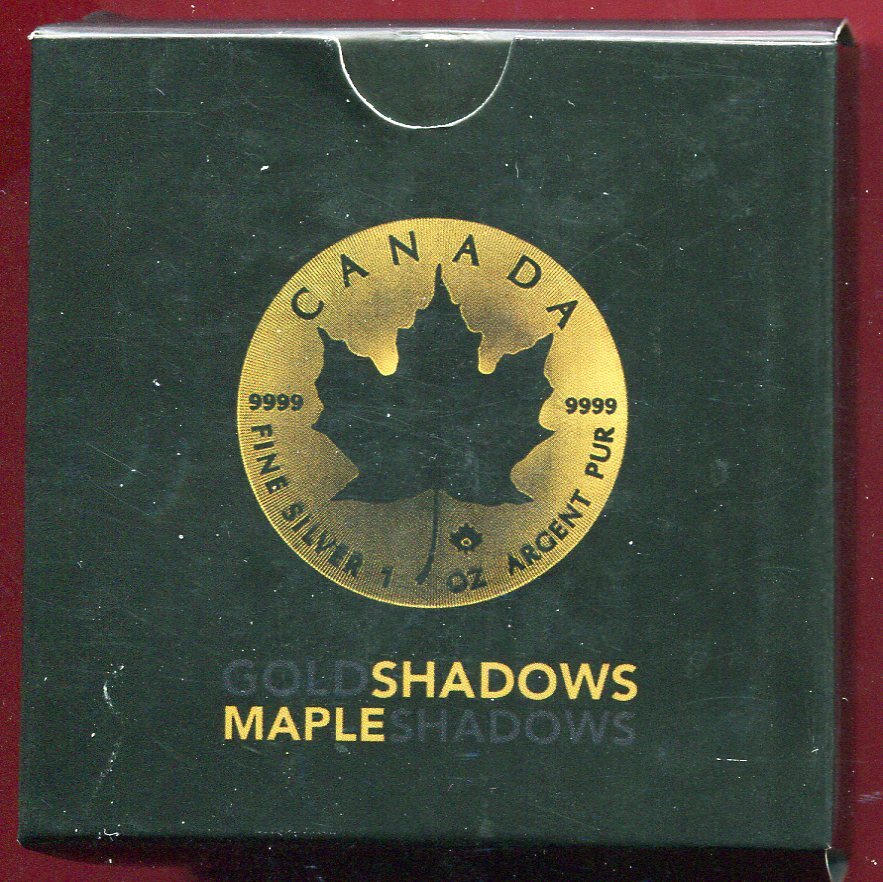 CANADA
9999
9999
FINE SILVER 1 OZ ARGENT PUR
GOLDSHADOWS
MAPLESHADOWS